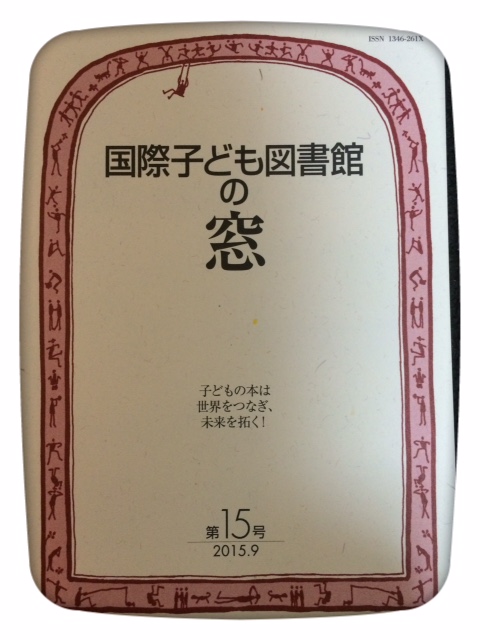 ISSN 1346-261X
国際子ども図書館
の
窓
子どもの本は
世界をつなぎ、
未来を拓く!
第15号
2015.9